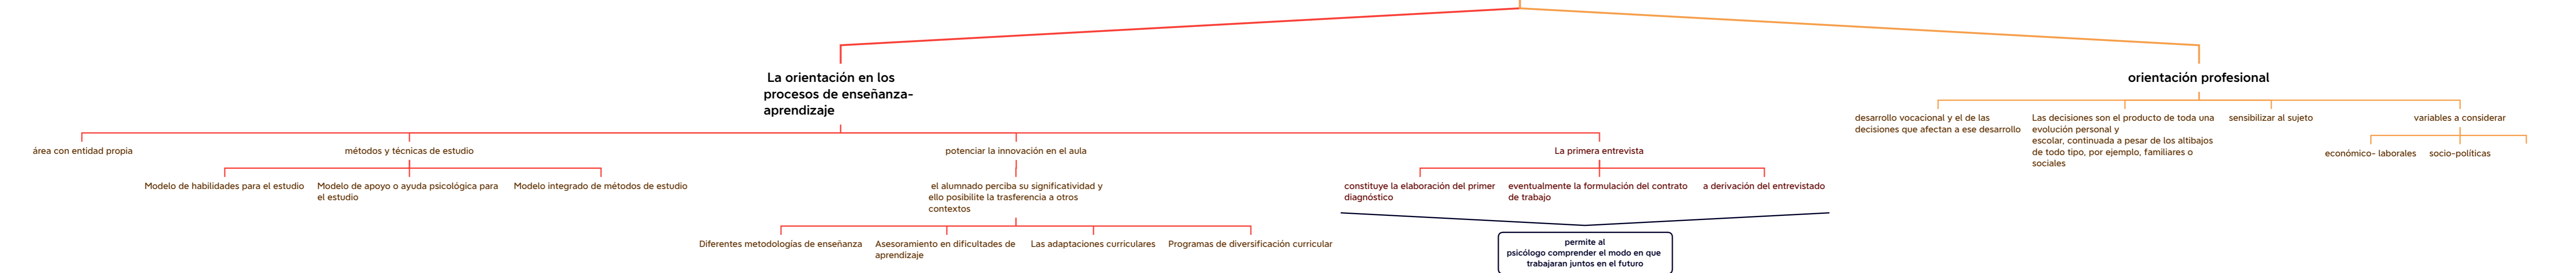 La orientación en los
procesos de enseñanza-
aprendizaje
área con entidad propia
métodos y técnicas de estudio
Modelo de habilidades para el estudio
Modelo de apoyo o ayuda psicológica para
el estudio
Modelo integrado de métodos de estudio
potenciar la innovación en el aula
el alumnado perciba su significatividad y
ello posibilite la trasferencia a otros
contextos
Diferentes metodologías de enseñanza
Asesoramiento en dificultades de
aprendizaje
Las adaptaciones curriculares
Programas de diversificación curricular
La primera entrevista
constituye la elaboración del primer
diagnóstico
eventualmente la formulación del contrato
de trabajo
a derivación del entrevistado
permite al
psicólogo comprender el modo en que
trabajaran juntos en el futuro
orientación profesional
desarrollo vocacional y el de las
decisiones que afectan a ese desarrollo
Las decisiones son el producto de toda una
evolución personal y
escolar, continuada a pesar de los altibajos
de todo tipo, por ejemplo, familiares o
sociales
sensibilizar al sujeto
variables a considerar
económico- laborales
socio-políticas